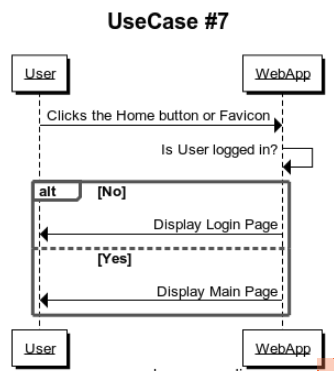 UseCase #7
User
WebApp
Clicks the Home button or Favicon
Is User logged in?
alt
[No]
Display Login Page
[Yes]
Display Main Page
User
WebApp